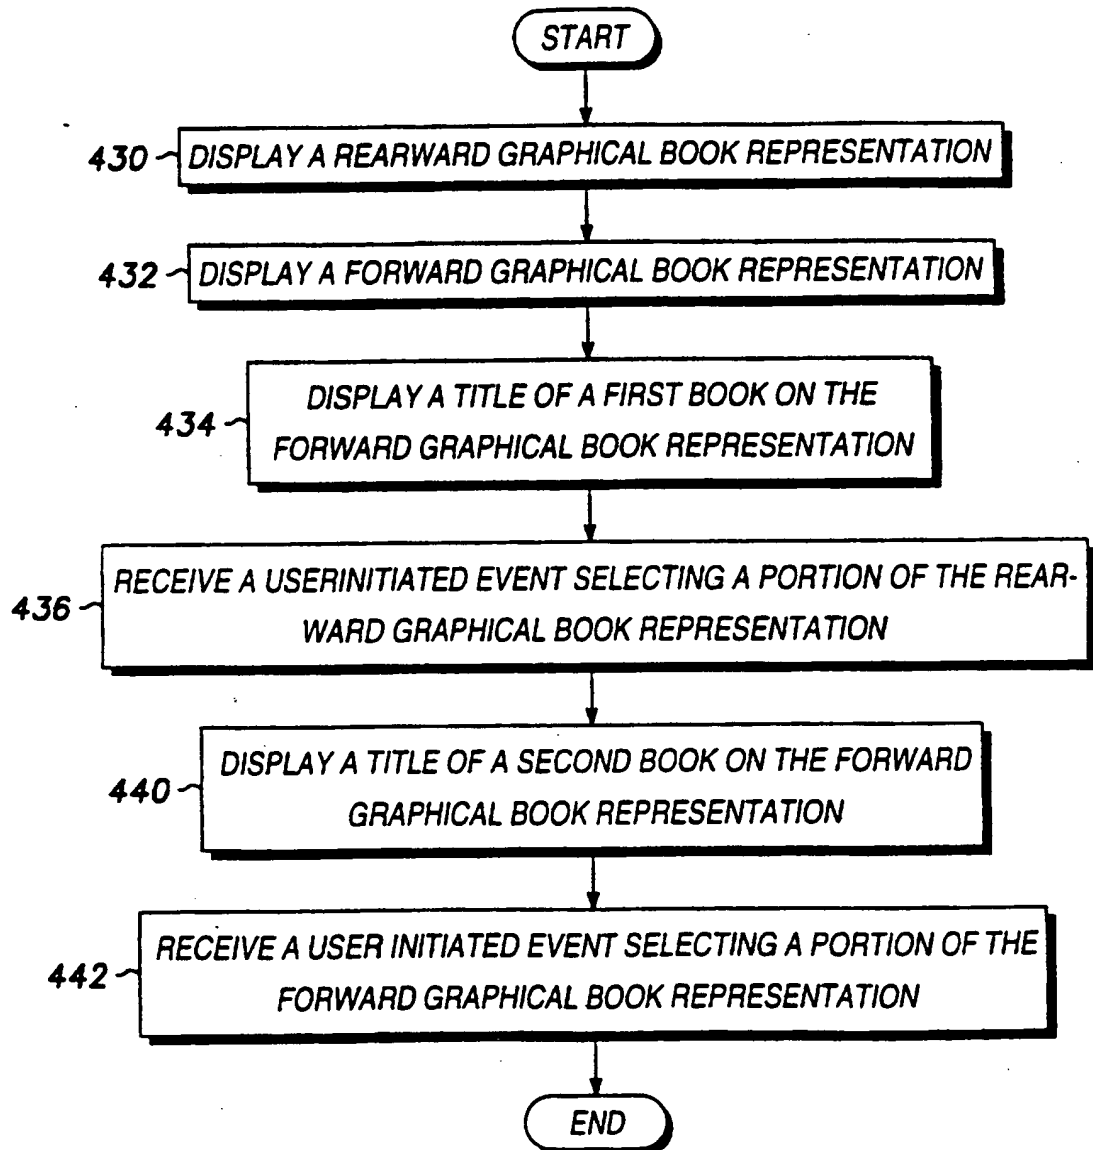 START
430 DISPLAY A REARWARD GRAPHICAL BOOK REPRESENTATION
432 DISPLAY A FORWARD GRAPHICAL BOOK REPRESENTATION
DISPLAY A TITLE OF A FIRST BOOK ON THE
434
FORWARD GRAPHICAL BOOK REPRESENTATION
RECEIVE A USERINITIATED EVENT SELECTING A PORTION OF THE REAR-
436
WARD GRAPHICAL BOOK REPRESENTATION
DISPLAY A TITLE OF A SECOND BOOK ON THE FORWARD
440
GRAPHICAL BOOK REPRESENTATION
RECEIVE A USER INITIATED EVENT SELECTING A PORTION OF THE
442
FORWARD GRAPHICAL BOOK REPRESENTATION
END